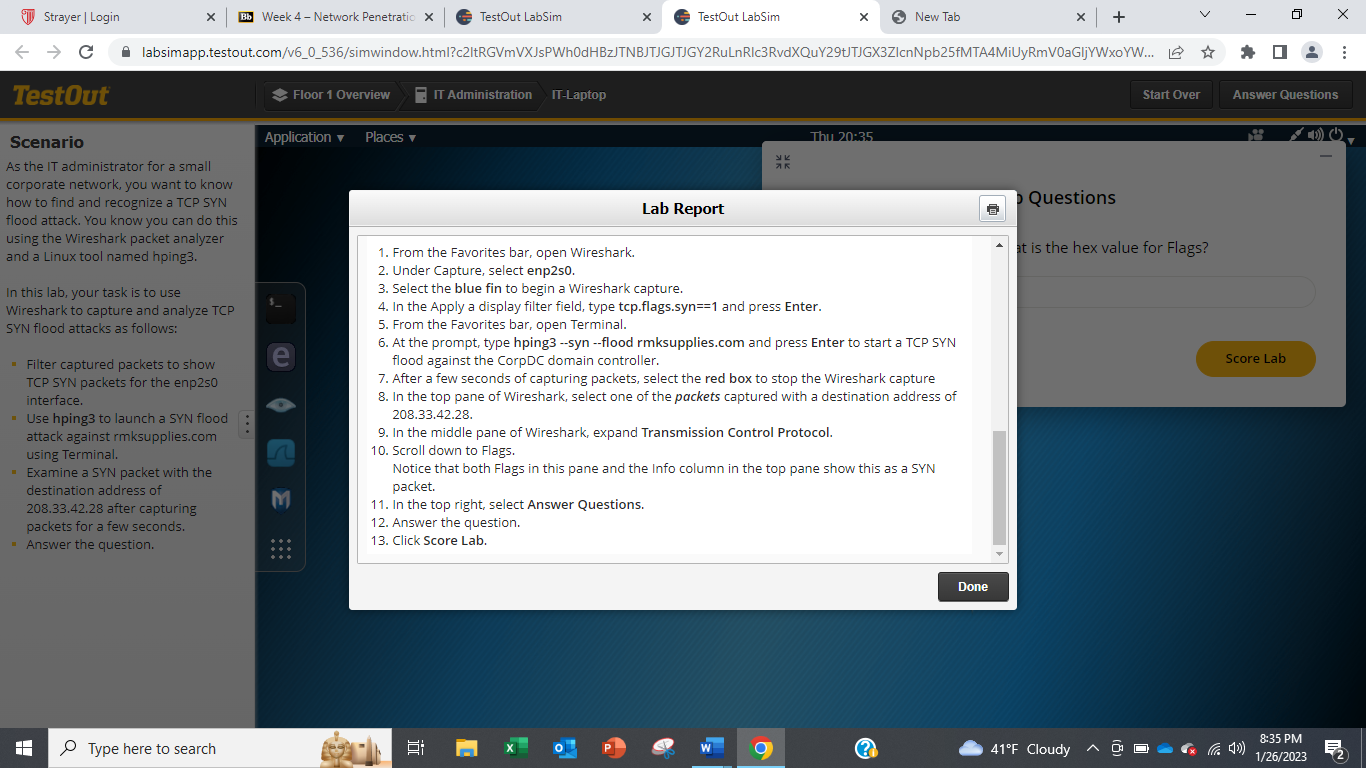 Strayer | Login
Week 4 – Network Penetratio
TestOut LabSim
TestOut LabSim
New Tab
labsimapp.testout.com/v6_0_536/simwindow.html?c2ltRGVmVXJsPWh0dHBzJTNBJTJGJTJGY2RuLnRlc3RvdXQuY29tJTJGX3ZlcnNpb25fMTA4MiUyRmV0aGljYWxoYW...
TestOut
Floor 1 Overview
IT Administration
IT-Laptop
Start Over
Answer Questions
Scenario
As the IT administrator for a small
corporate network, you want to know
how to find and recognize a TCP SYN
flood attack. You know you can do this
using the Wireshark packet analyzer
and a Linux tool named hping3.
In this lab, your task is to use
Wireshark to capture and analyze TCP
SYN flood attacks as follows:
Filter captured packets to show
TCP SYN packets for the enp2s0
interface.
Use hping3 to launch a SYN flood
attack against rmksupplies.com
using Terminal.
Examine a SYN packet with the
destination address of
208.33.42.28 after capturing
packets for a few seconds.
Answer the question.
Application
Places
Thu 20:35
Questions
at is the hex value for Flags?
Score Lab
Lab Report
1. From the Favorites bar, open Wireshark.
2. Under Capture, select enp2s0.
3. Select the blue fin to begin a Wireshark capture.
4. In the Apply a display filter field, type tcp.flags.syn==1 and press Enter.
5. From the Favorites bar, open Terminal.
6. At the prompt, type hping3 --syn --flood rmksupplies.com and press Enter to start a TCP SYN
flood against the CorpDC domain controller.
7. After a few seconds of capturing packets, select the red box to stop the Wireshark capture
8. In the top pane of Wireshark, select one of the packets captured with a destination address of
208.33.42.28.
9. In the middle pane of Wireshark, expand Transmission Control Protocol.
10. Scroll down to Flags.
Notice that both Flags in this pane and the Info column in the top pane show this as a SYN
packet.
11. In the top right, select Answer Questions.
12. Answer the question.
13. Click Score Lab.
Done
Type here to search
41°F Cloudy
8:35 PM
1/26/2023
2